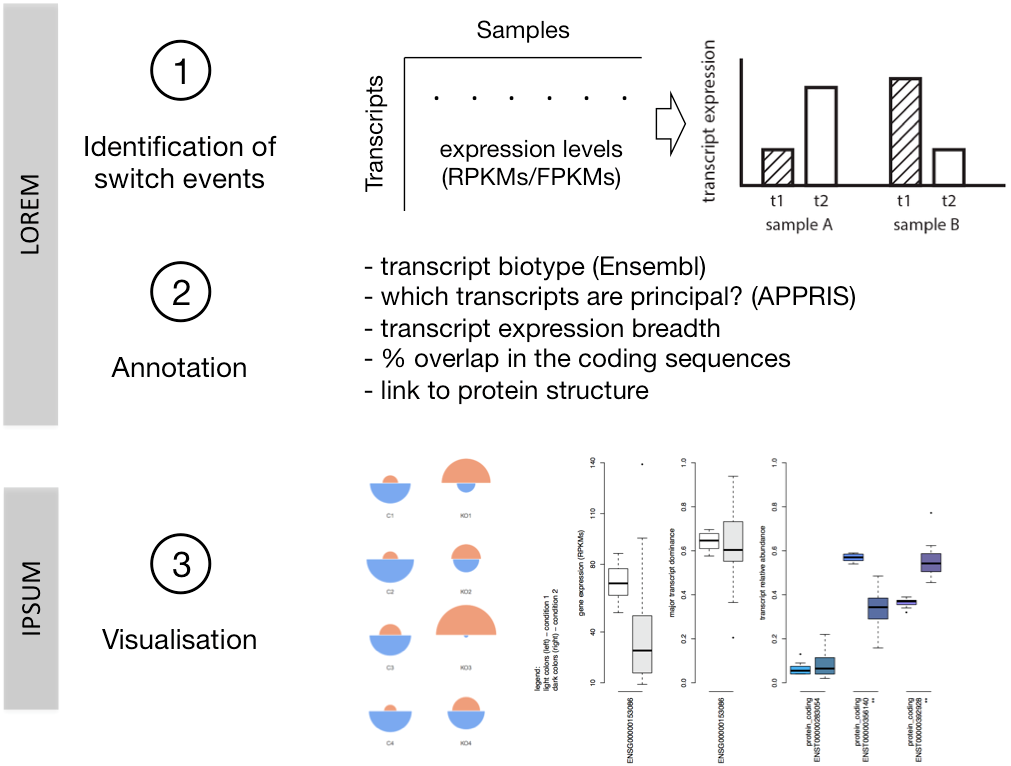 LOREM
1
Identification of
switch events
Samples
Transcripts
expression levels
(RPKMs/FPKMs)
transcript expression
t1 t2 t1 t2
sample A sample B
2
Annotation
- transcript biotype (Ensembl)
- which transcripts are principal? (APPRIS)
- transcript expression breadth
- % overlap in the coding sequences
- link to protein structure
IPSUM
3
Visualisation
C1 KO1
C2 KO2
C3 KO3
C4 KO4
legend:
light colors (left) – condition 1
dark colors (right) – condition 2
gene expression (RPKMs)
140
110
80
40
10
ENSG00000153086
major transcript dominance
1.0
0.8
0.6
0.4
0.2
0.0
ENSG00000153086
transcript relative abundance
1.0
0.8
0.6
0.4
0.2
0.0
protein_coding
ENST00000283054
protein_coding
ENST00000356140
**
protein_coding
ENST00000392928
**